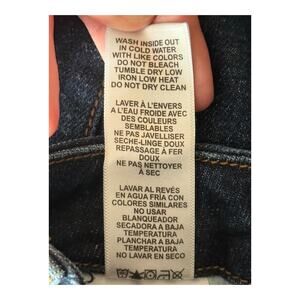 WASH INSIDE OUT
IN COLD WATER
WITH LIKE COLORS
DO NOT BLEACH
TUMBLE DRY LOW
IRON LOW HEAT
DO NOT DRY CLEAN
LAVER À L'ENVERS
A L'EAU FROIDE AVEC
DES COULEURS
SEMBLABLES
NE PAS JAVELLISER
SECHE-LINGE DOUX
REPASSAGE À FER
DOUX
NE PAS NETTOYER
À SEC
LAVAR AL REVÉS
EN AGUA FRÍA CON
COLORES SIMILARES
NO USAR
BLANQUEADOR
SECADORA A BAJA
TEMPERATURA
PLANCHAR A BAJA
TEMPERATURA
NO LAVAR EN SECO